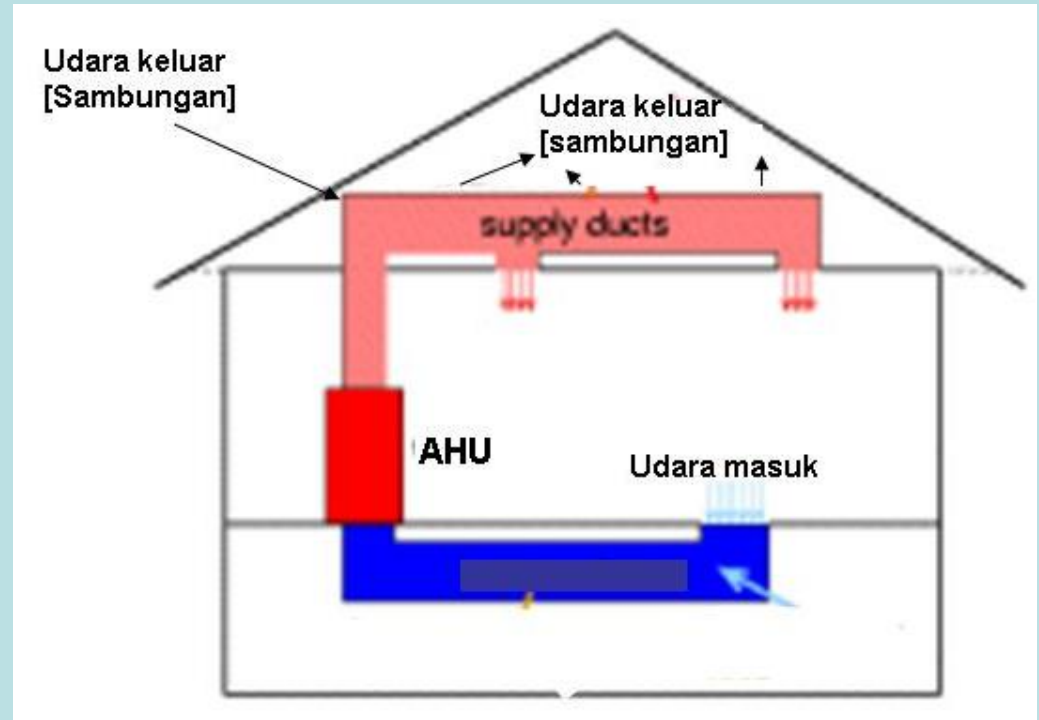 Udara keluar
[Sambungan]
Udara keluar
[sambungan]
supply ducts
AHU
Udara masuk